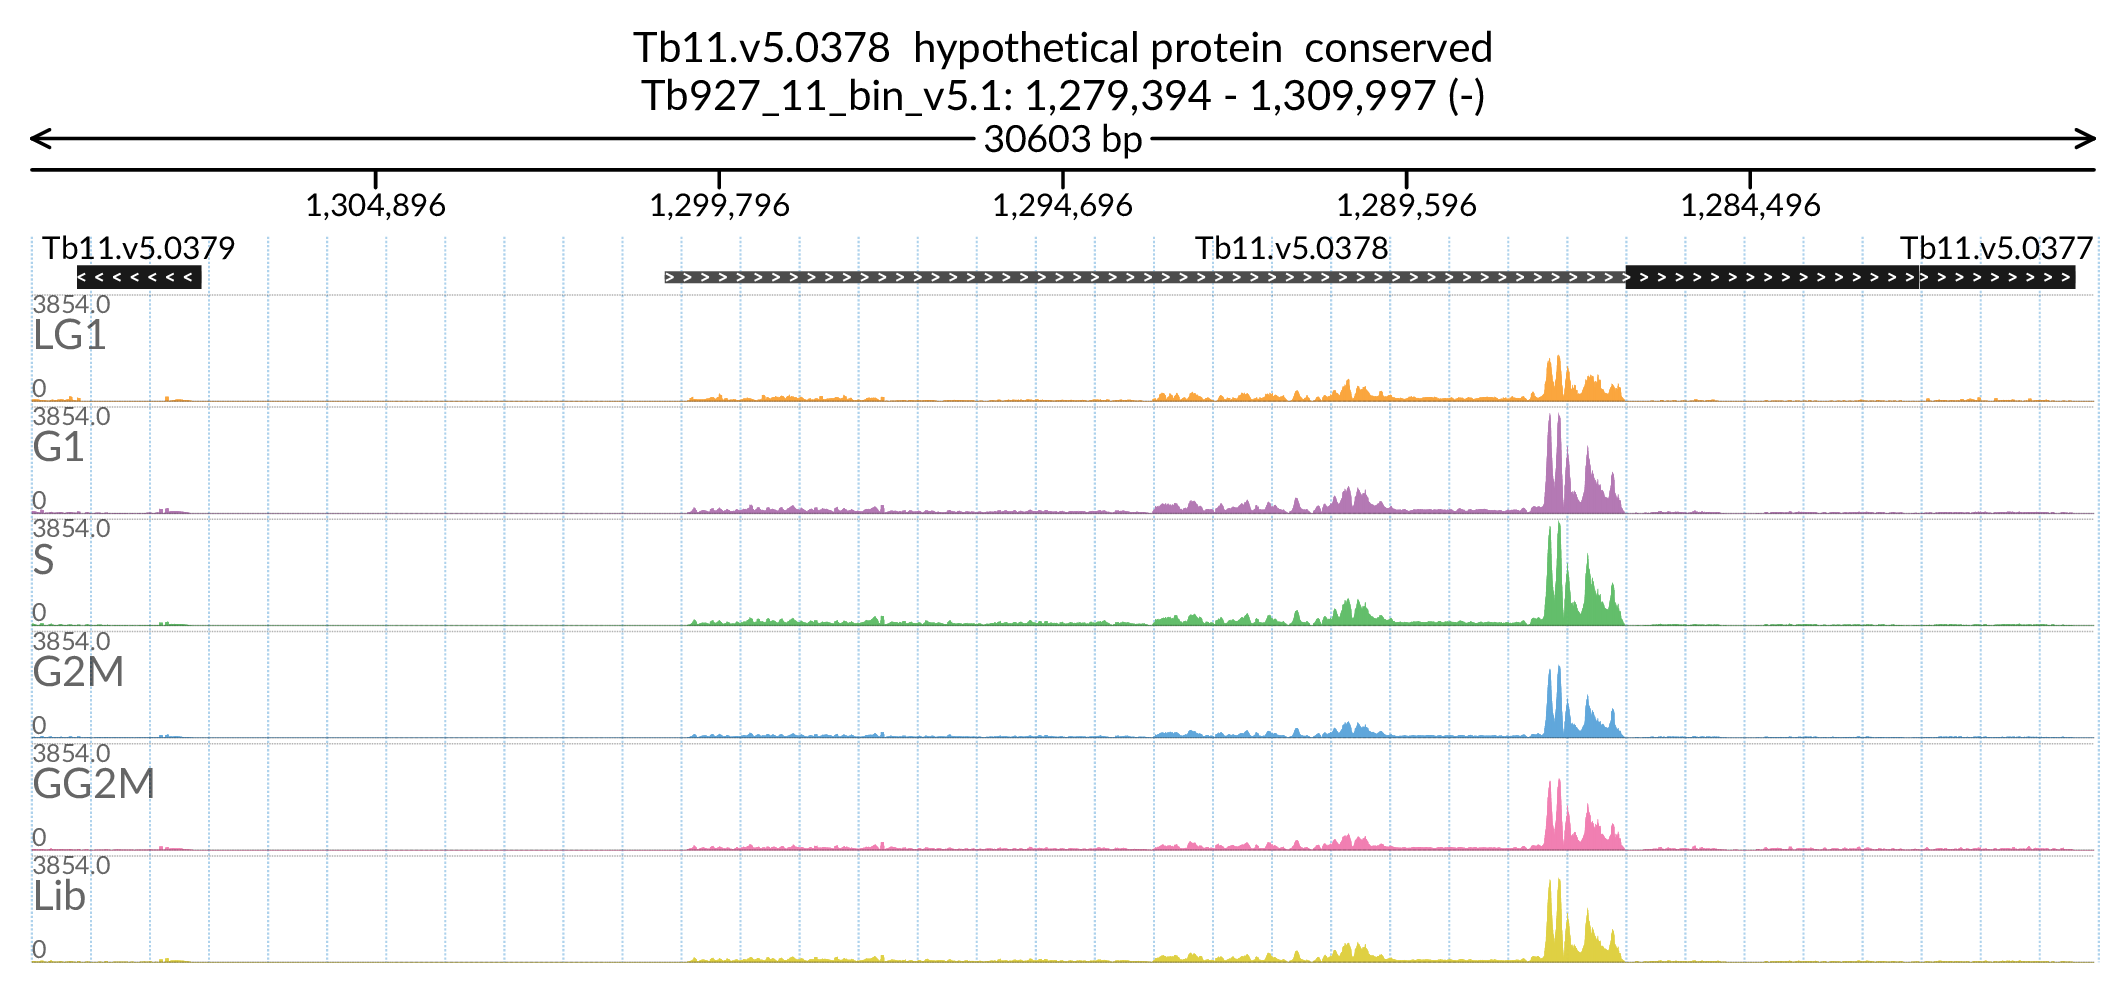 Tb11.v5.0378 hypothetical protein conserved
Tb927_11_bin_v5.1: 1,279,394 - 1,309,997 (-)
30603 bp
1,304,896 1,299,796 1,294,696 1,289,596 1,284,496
Tb11.v5.0379 Tb11.v5.0378 Tb11.v5.0377
3854.0
LG1
0
3854.0
G1
0
3854.0
S
0
3854.0
G2M
0
3854.0
GG2M
0
3854.0
Lib
0